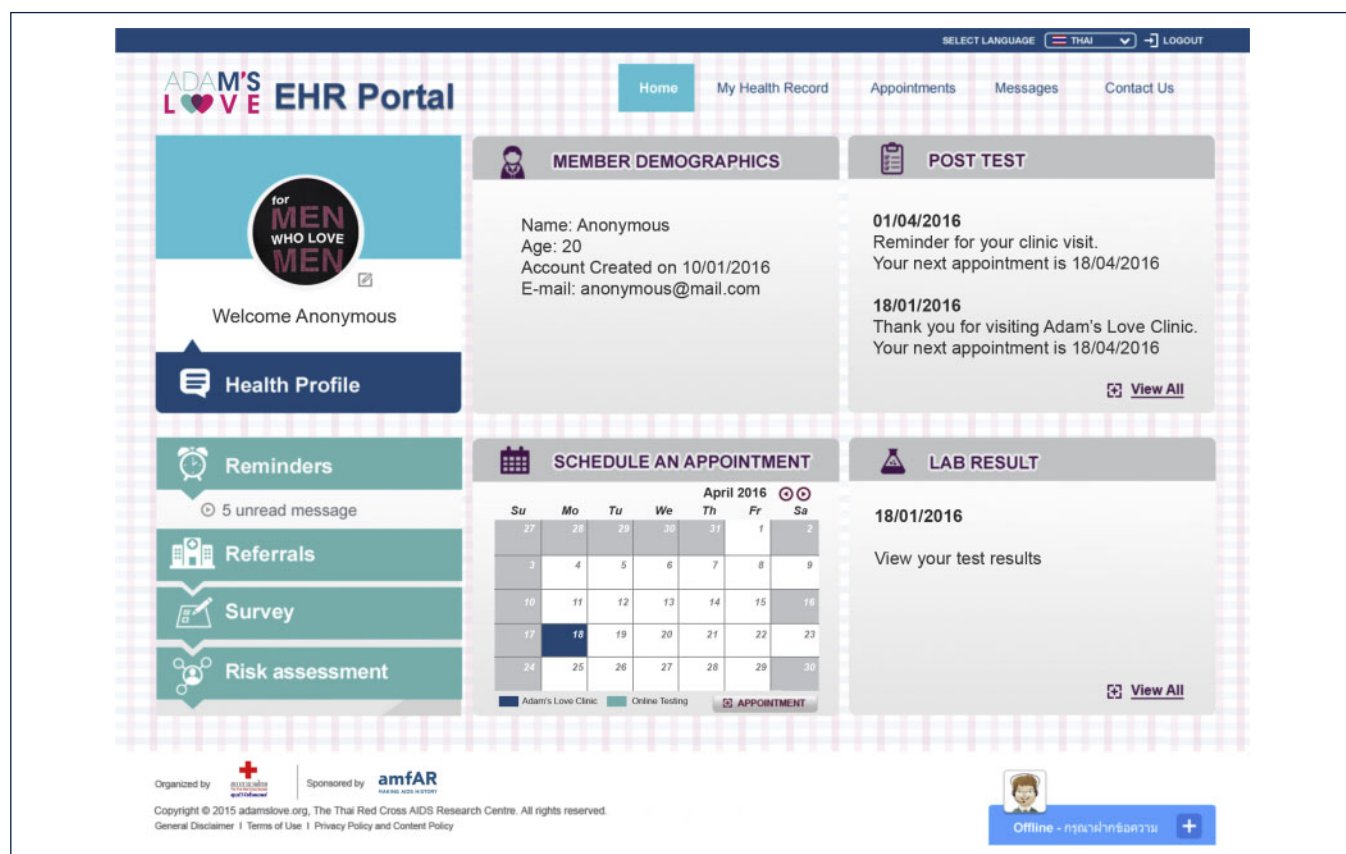 SELECT LANGUAGE THAI LOGOUT
ADAM'S
LOVE
EHR Portal
Home My Health Record Appointments Messages Contact Us
for
MEN
WHO LOVE
MEN
Welcome Anonymous
Health Profile
MEMBER DEMOGRAPHICS
Name: Anonymous
Age: 20
Account Created on 10/01/2016
E-mail: anonymous@mail.com
POST TEST
01/04/2016
Reminder for your clinic visit.
Your next appointment is 18/04/2016
18/01/2016
Thank you for visiting Adam's Love Clinic.
Your next appointment is 18/04/2016
View All
Reminders
5 unread message
Referrals
Survey
Risk assessment
SCHEDULE AN APPOINTMENT
April 2016
Su Mo Tu We Th Fr Sa
27 28 29 30 31 1 2
3 4 5 6 7 8 9
10 11 12 13 14 15 16
17 18 19 20 21 22 23
24 25 26 27 28 29 30
Adam's Love Clinic Online Testing APPOINTMENT
LAB RESULT
18/01/2016
View your test results
View All
Organized by Sponsored by amfAR
MAKING AIDS HISTORY
Copyright © 2015 adamslove.org, The Thai Red Cross AIDS Research Centre. All rights reserved.
General Disclaimer I Terms of Use I Privacy Policy and Content Policy
Offline - กรุณาฝากข้อความ